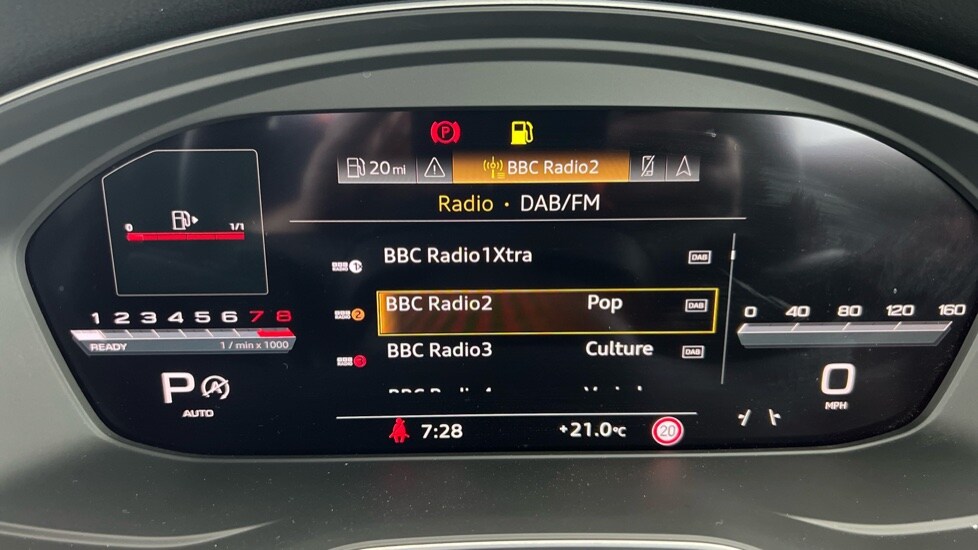 P
20 mi
BBC Radio2
Radio · DAB/FM
0 1/1
BBC Radio1Xtra DAB
BBC Radio2 Pop DAB
BBC Radio3 Culture DAB
1 2 3 4 5 6 7 8
READY 1 / min x 1000
0 40 80 120 160
P A
AUTO
0
MPH
7:28 +21.0°C 20